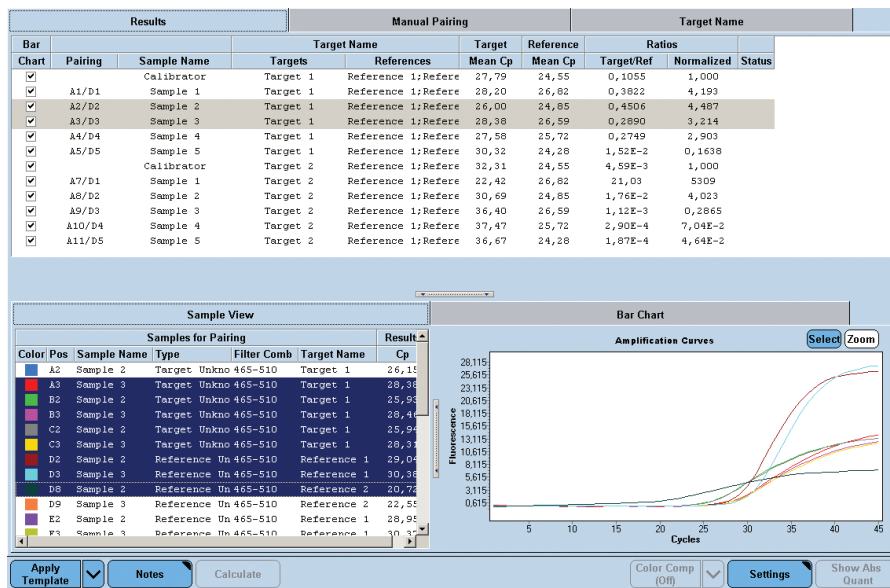 Results Manual Pairing Target Name
Bar Target Name Target Reference Ratios
Chart Pairing Sample Name Targets References Mean Cp Mean Cp Target/Ref Normalized Status
Calibrator Target 1 Reference 1;Refere 27,79 24,55 0,1055 1,000
A1/D1 Sample 1 Target 1 Reference 1;Refere 28,20 26,82 0,3822 4,193
A2/D2 Sample 2 Target 1 Reference 1;Refere 26,00 24,85 0,4506 4,487
A3/D3 Sample 3 Target 1 Reference 1;Refere 28,38 26,59 0,2890 3,214
A4/D4 Sample 4 Target 1 Reference 1;Refere 27,58 25,72 0,2749 2,903
A5/D5 Sample 5 Target 1 Reference 1;Refere 30,32 24,28 1,52E-2 0,1638
Calibrator Target 2 Reference 1;Refere 32,31 24,55 4,59E-3 1,000
A7/D1 Sample 1 Target 2 Reference 1;Refere 22,42 26,82 21,03 5309
A8/D2 Sample 2 Target 2 Reference 1;Refere 30,69 24,85 1,76E-2 4,023
A9/D3 Sample 3 Target 2 Reference 1;Refere 36,40 26,59 1,12E-3 0,2865
A10/D4 Sample 4 Target 2 Reference 1;Refere 37,47 25,72 2,90E-4 7,04E-2
A11/D5 Sample 5 Target 2 Reference 1;Refere 36,67 24,28 1,87E-4 4,64E-2
Sample View Bar Chart
Samples for Pairing Result
Color Pos Sample Name Type Filter Comb Target Name Cp
A2 Sample 2 Target Unkno 465-510 Target 1 26,15
A3 Sample 3 Target Unkno 465-510 Target 1 28,38
B2 Sample 2 Target Unkno 465-510 Target 1 25,93
B3 Sample 3 Target Unkno 465-510 Target 1 28,46
C2 Sample 2 Target Unkno 465-510 Target 1 25,94
C3 Sample 3 Target Unkno 465-510 Target 1 28,31
D2 Sample 2 Reference Un 465-510 Reference 1 29,04
D3 Sample 3 Reference Un 465-510 Reference 1 30,38
D8 Sample 2 Reference Un 465-510 Reference 2 20,72
D9 Sample 3 Reference Un 465-510 Reference 2 22,55
E2 Sample 2 Reference Un 465-510 Reference 1 28,95
E3 Sample 3 Reference Un 465-510 Reference 1 30,37
Amplification Curves
Select Zoom
28,115
25,615
23,115
20,615
18,115
15,615
13,115
10,615
8,115
5,615
3,115
0,615
Fluorescence
5 10 15 20 25 30 35 40 45
Cycles
Apply Template
Notes
Calculate
Color Comp (Off)
Settings
Show Abs Quant